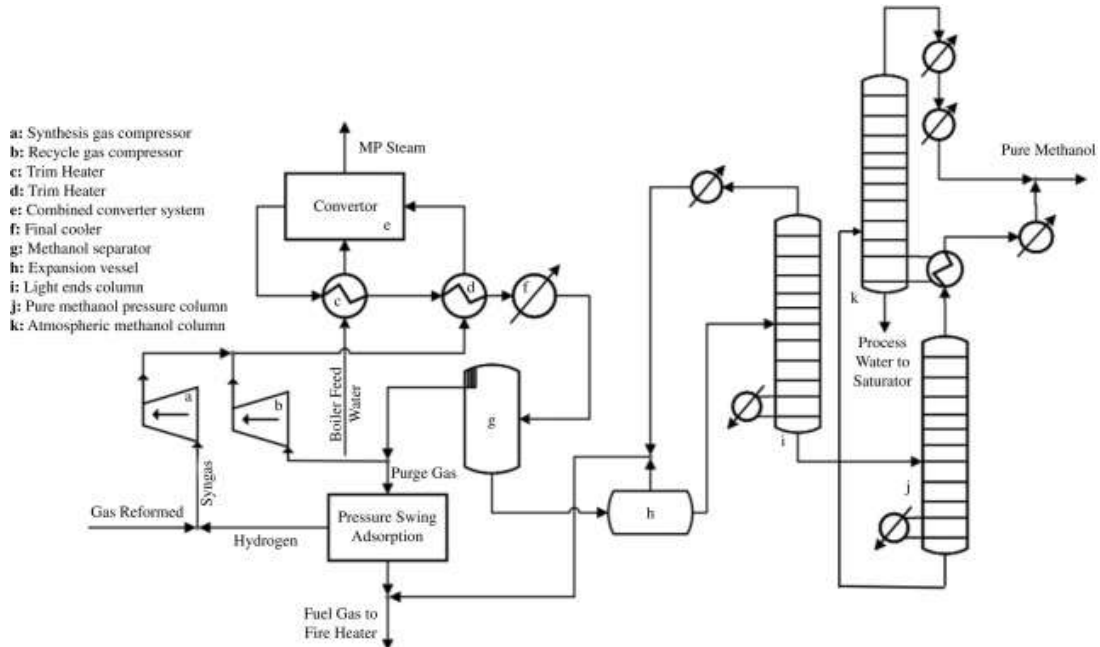 a: Synthesis gas compressor
b: Recycle gas compressor
c: Trim Heater
d: Trim Heater
e: Combined converter system
f: Final cooler
g: Methanol separator
h: Expansion vessel
i: Light ends column
j: Pure methanol pressure column
k: Atmospheric methanol column
MP Steam
Convertor
e
c
d
f
a
b
Boiler Feed
Water
g
Syngas
Gas Reformed
Hydrogen
Purge Gas
Pressure Swing
Adsorption
Fuel Gas to
Fire Heater
h
i
j
k
Process
Water to
Saturator
Pure Methanol